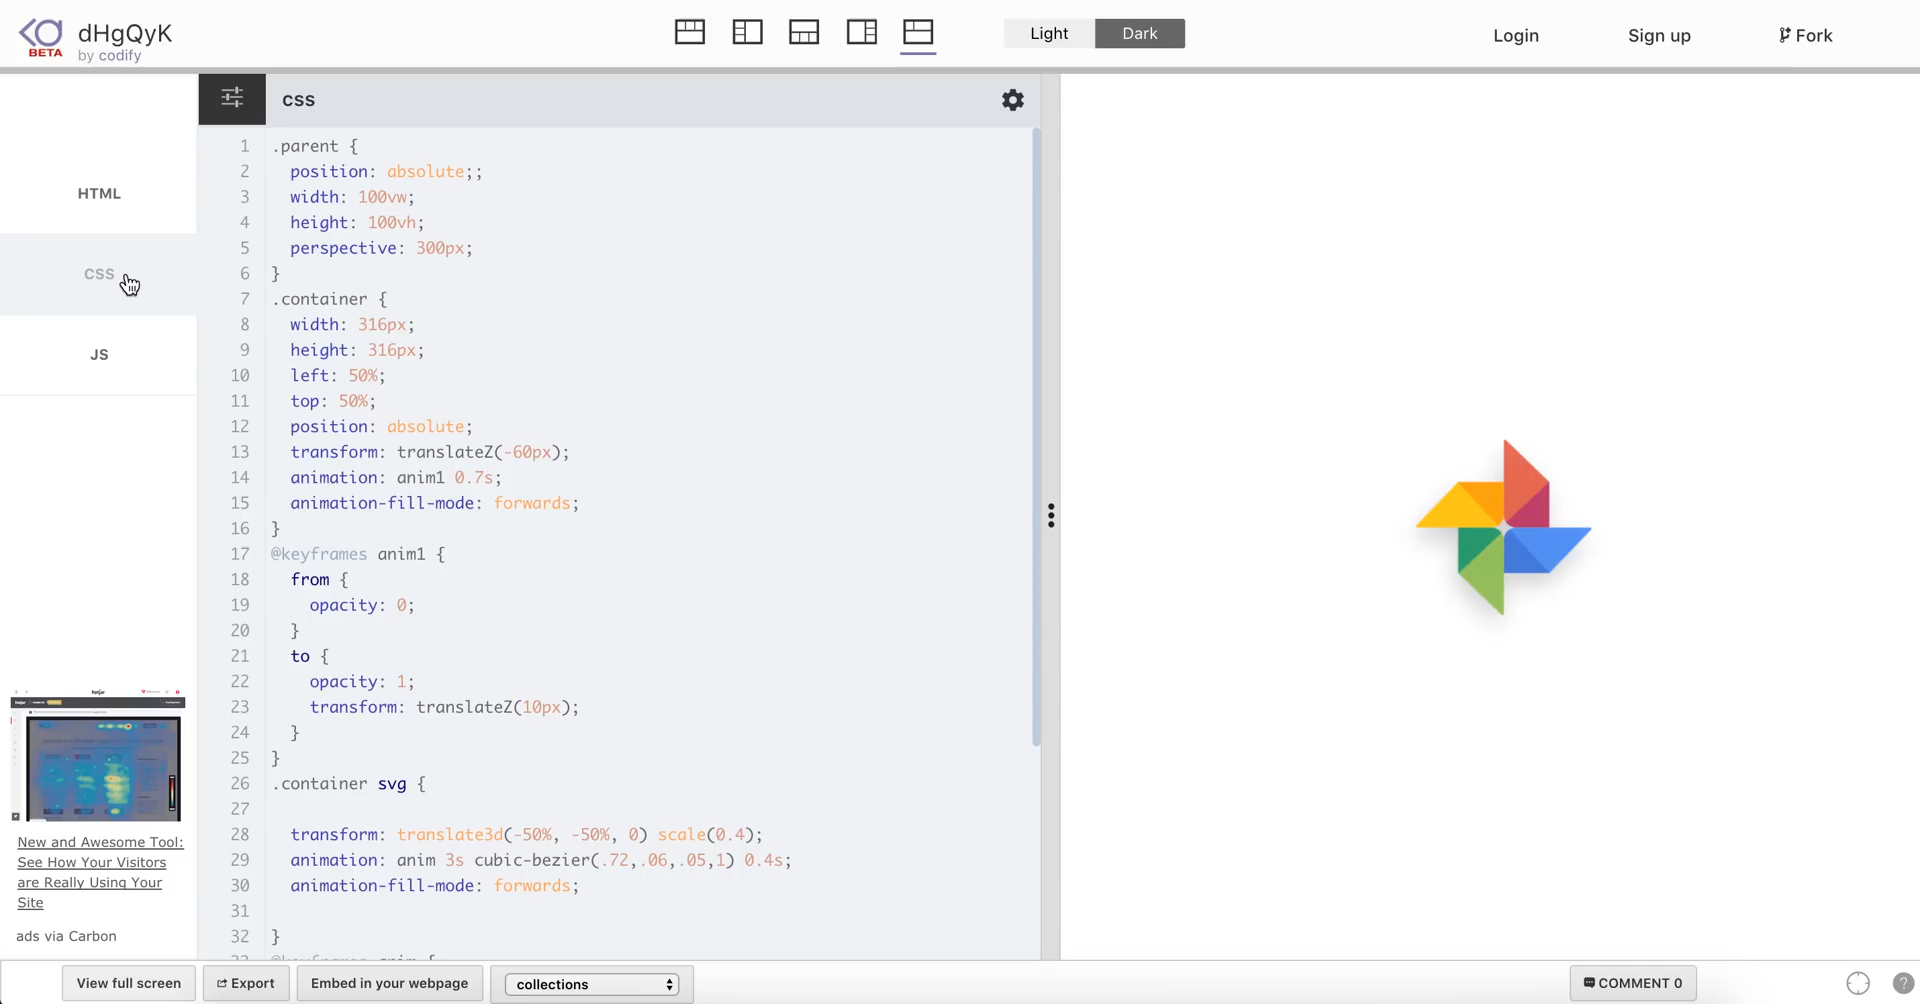 dHgQyK
by codify
BETA
Light
Dark
Login
Sign up
Fork
HTML
CSS
JS
css
1 .parent {
2 position: absolute;;
3 width: 100vw;
4 height: 100vh;
5 perspective: 300px;
6 }
7 .container {
8 width: 316px;
9 height: 316px;
10 left: 50%;
11 top: 50%;
12 position: absolute;
13 transform: translateZ(-60px);
14 animation: anim1 0.7s;
15 animation-fill-mode: forwards;
16 }
17 @keyframes anim1 {
18 from {
19 opacity: 0;
20 }
21 to {
22 opacity: 1;
23 transform: translateZ(10px);
24 }
25 }
26 .container svg {
27
28 transform: translate3d(-50%, -50%, 0) scale(0.4);
29 animation: anim 3s cubic-bezier(.72,.06,.05,1) 0.4s;
30 animation-fill-mode: forwards;
31
32 }
New and Awesome Tool:
See How Your Visitors
are Really Using Your
Site
ads via Carbon
View full screen
Export
Embed in your webpage
collections
COMMENT 0
?